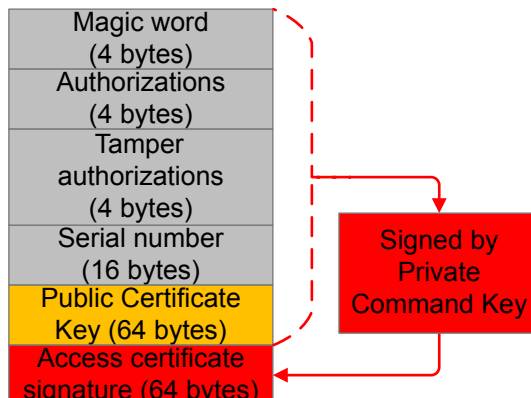 Magic word
(4 bytes)
Authorizations
(4 bytes)
Tamper
authorizations
(4 bytes)
Serial number
(16 bytes)
Public Certificate
Key (64 bytes)
Access certificate
signature (64 bytes)
Signed by
Private
Command Key